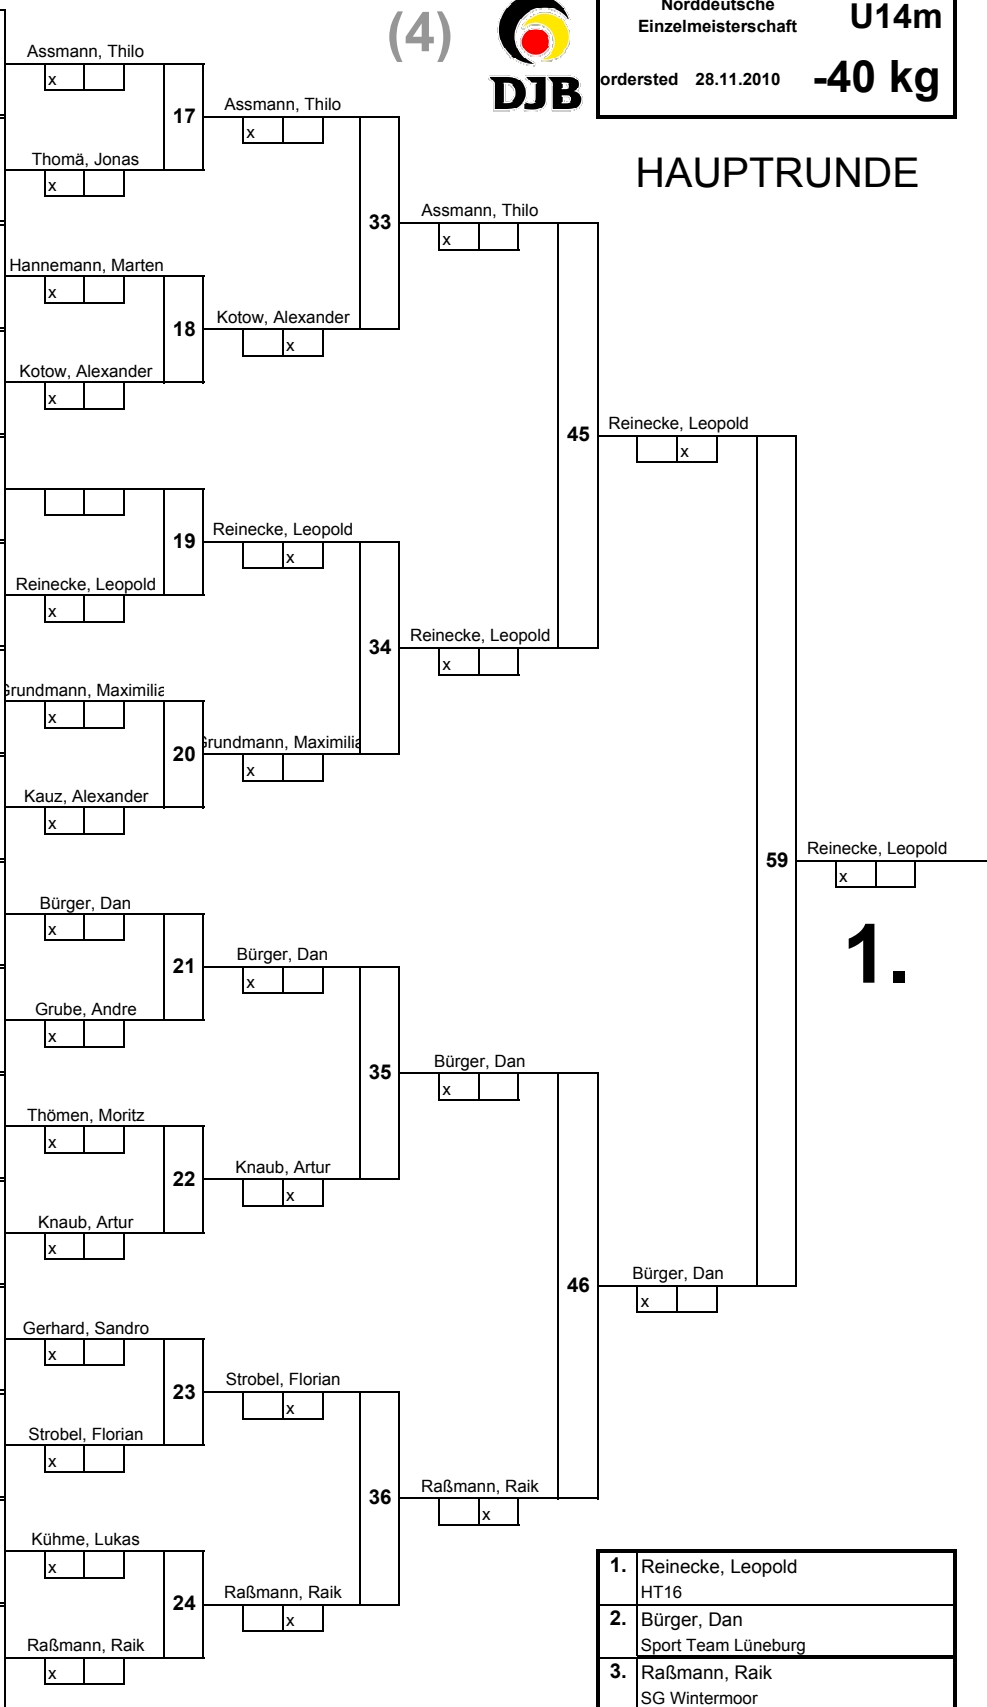 (4)
DJB
Norddeutsche
Einzelmeisterschaft
U14m
ordersted 28.11.2010
-40 kg
HAUPTRUNDE
Assmann, Thilo
x
17
Assmann, Thilo
x
Thomä, Jonas
x
33
Assmann, Thilo
x
Hannemann, Marten
x
18
Kotow, Alexander
x
Kotow, Alexander
x
45
Reinecke, Leopold
x
19
Reinecke, Leopold
x
Reinecke, Leopold
x
34
Reinecke, Leopold
x
Grundmann, Maximilia
x
20
Grundmann, Maximilia
x
Kauz, Alexander
x
59
Reinecke, Leopold
x
1.
Bürger, Dan
x
21
Bürger, Dan
x
Grube, Andre
x
35
Bürger, Dan
x
Thömen, Moritz
x
22
Knaub, Artur
x
Knaub, Artur
x
46
Bürger, Dan
x
Gerhard, Sandro
x
23
Strobel, Florian
x
Strobel, Florian
x
36
Raßmann, Raik
x
Kühme, Lukas
x
24
Raßmann, Raik
x
Raßmann, Raik
x
1. Reinecke, Leopold
HT16
2. Bürger, Dan
Sport Team Lüneburg
3. Raßmann, Raik
SG Wintermoor